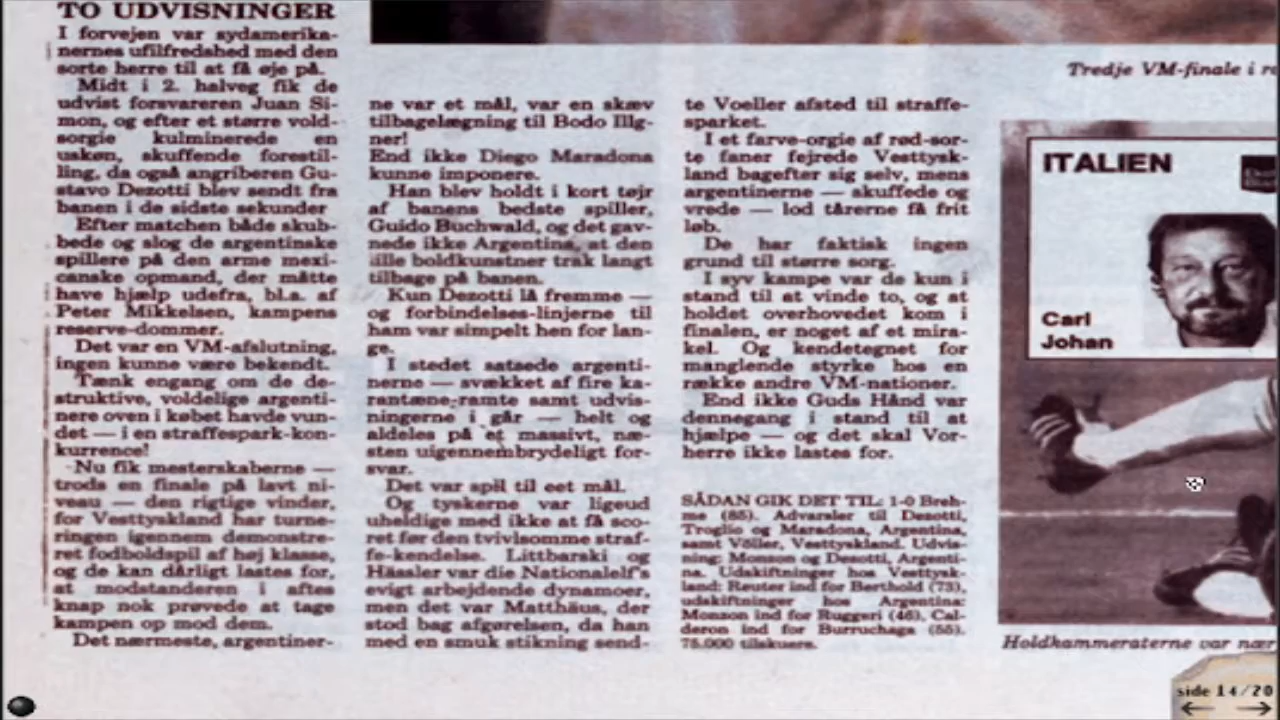 TO UDVISNINGER
I forvejen var sydamerika-
nernes utilfredshed med den
sorte herre til at få øje på.
Midt i 2. halveg fik de
udvist forsvareren Juan Si-
mon, og efter et større vold-
sorgie kulminerede en
uskøn, skuffende forestil-
ling, da også angriberen Gu-
stavo Dezotti blev sendt fra
banen i de sidste sekunder
Efter matchen både skub-
bede og slog de argentinske
spillere på den arme mexi-
canske opmand, der måtte
have hjælp udefra, bl.a. af
Peter Mikkelsen, kampens
reserve-dommer.
Det var en VM-afslutning,
ingen kunne være bekendt.
Tænk engang om de de-
struktive, voldelige argenti-
nere oven i købet havde vun-
det — i en straffespark-kon-
kurrence!
Nu fik mesterskaberne —
trods en finale på lavt ni-
veau — den rigtige vinder,
for Vesttyskland har turne-
ringen igennem demonstre-
ret fodboldspil af høj klasse,
og de kan dårligt lastes for,
at modstanderen i aftes
knap nok prøvede at tage
kampen op mod dem.
Det nærmeste, argentiner-
ne var et mål, var en skæv
tilbagelægning til Bodo Illg-
ner!
End ikke Diego Maradona
kunne imponere.
Han blev holdt i kort tøjr
af banens bedste spiller,
Guido Buchwald, og det gav-
nede ikke Argentina, at den
lille boldkunstner trak langt
tilbage på banen.
Kun Dezotti lå fremme —
og forbindelses-linjerne til
ham var simpelt hen for lan-
ge.
I stedet satsede argenti-
nerne — svækket af fire ka-
rantæne-ramte samt udvis-
ningerne i går — helt og
aldeles på et massivt, næ-
sten uigennembrydeligt for-
svar.
Det var spil til eet mål.
Og tyskerne var ligeud
uheldige med ikke at få sco-
ret før den tvivlsomme straf-
fe-kendelse. Littbarski og
Hässler var die Nationalelf's
evigt arbejdende dynamoer,
men det var Matthäus, der
stod bag afgørelsen, da han
med en smuk stikning send-
te Voeller afsted til straffe-
sparket.
I et farve-orgie af rød-sor-
te faner fejrede Vesttysk-
land bagefter sig selv, mens
argentinerne — skuffede og
vrede — lod tårerne få frit
løb.
De har faktisk ingen
grund til større sorg.
I syv kampe var de kun i
stand til at vinde to, og at
holdet overhovedet kom i
finalen, er noget af et mira-
kel. Og kendetegnet for
manglende styrke hos en
række andre VM-nationer.
End ikke Guds Hånd var
dennegang i stand til at
hjælpe — og det skal Vor-
herre ikke lastes for.
SÅDAN GIK DET TIL: 1-0 Breh-
me (85). Advarsler til Dezotti,
Troglio og Maradona, Argentina,
samt Völler, Vesttyskland. Udvis-
ning: Monson og Dezotti, Argenti-
na. Udskiftninger hos Vesttysk-
land: Reuter ind for Berthold (73),
udskiftninger hos Argentina:
Monson ind for Ruggeri (46), Cal-
deron ind for Burruchaga (55).
75.000 tilskuere.
Tredje VM-finale i
ITALIEN
Carl
Johan
Holdkammeraterne var nær
side 14/20